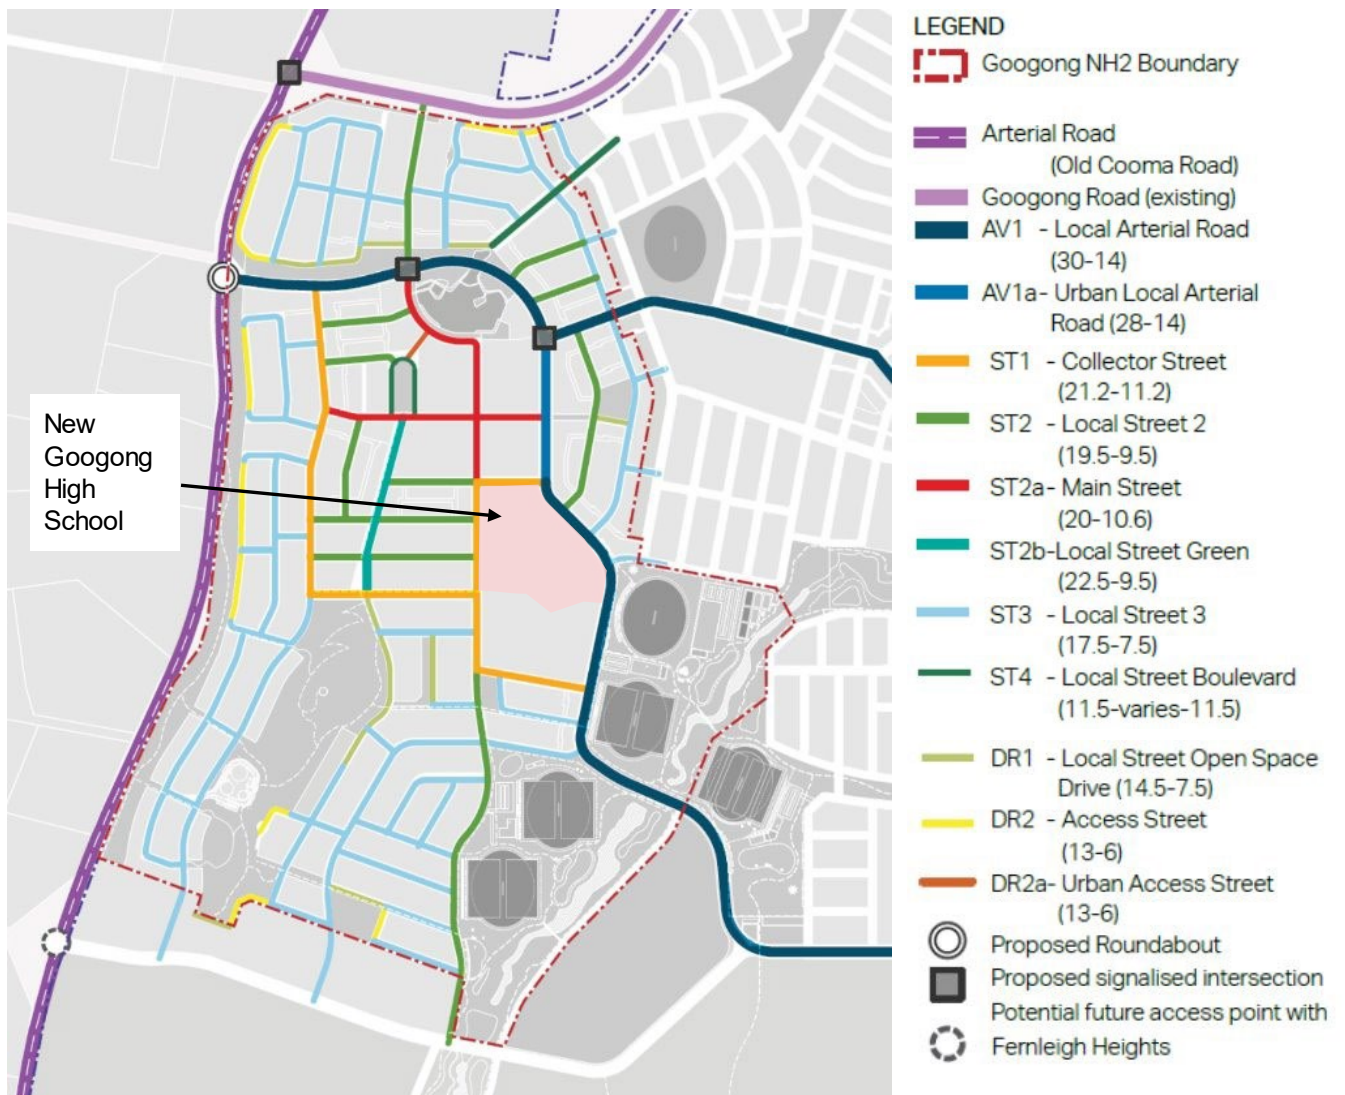 New
Googong
High
School
LEGEND
Googong NH2 Boundary
Arterial Road
(Old Cooma Road)
Googong Road (existing)
AV1 - Local Arterial Road
(30-14)
AV1a- Urban Local Arterial
Road (28-14)
ST1 - Collector Street
(21.2-11.2)
ST2 - Local Street 2
(19.5-9.5)
ST2a- Main Street
(20-10.6)
ST2b-Local Street Green
(22.5-9.5)
ST3 - Local Street 3
(17.5-7.5)
ST4 - Local Street Boulevard
(11.5-varies-11.5)
DR1 - Local Street Open Space
Drive (14.5-7.5)
DR2 - Access Street
(13-6)
DR2a- Urban Access Street
(13-6)
Proposed Roundabout
Proposed signalised intersection
Potential future access point with
Fernleigh Heights